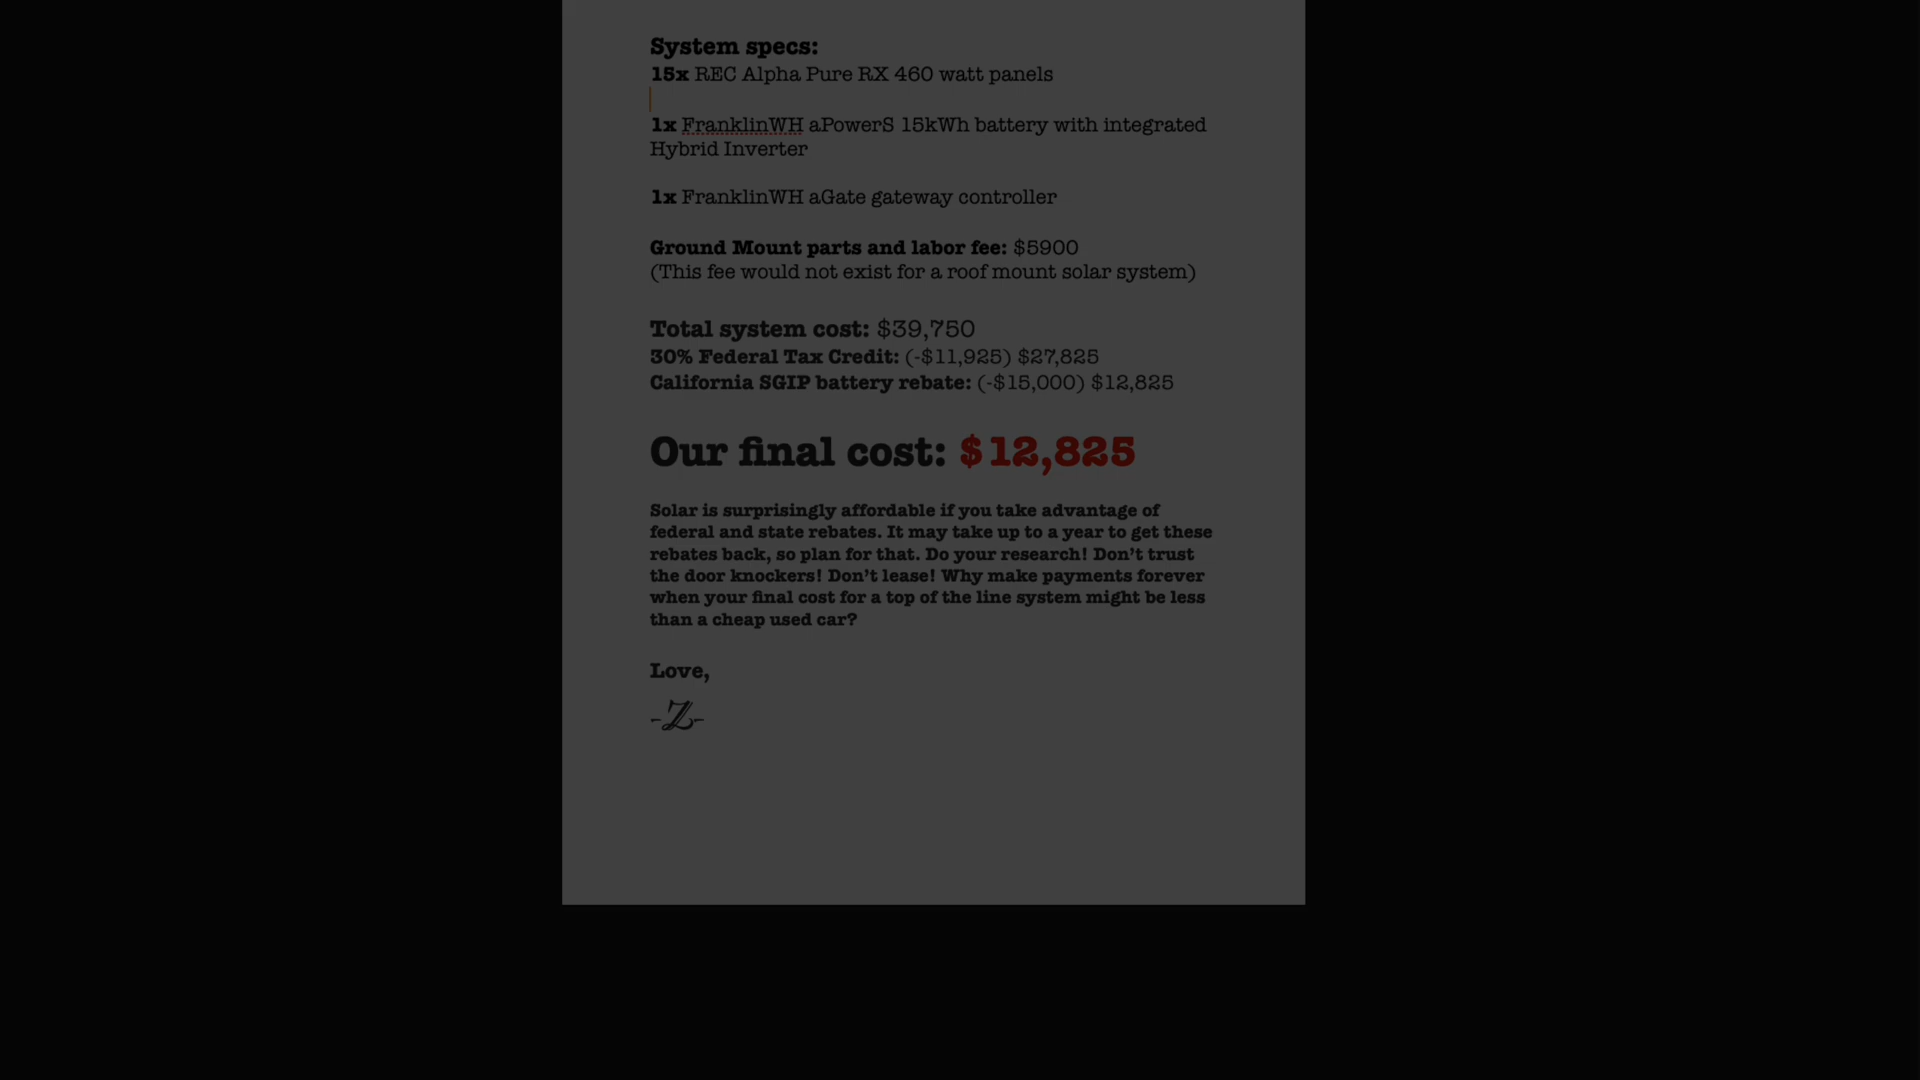 System specs:
15x REC Alpha Pure RX 460 watt panels
1x FranklinWH aPowerS 15kWh battery with integrated
Hybrid Inverter
1x FranklinWH aGate gateway controller
Ground Mount parts and labor fee: $5900
(This fee would not exist for a roof mount solar system)
Total system cost: $39,750
30% Federal Tax Credit: (-$11,925) $27,825
California SGIP battery rebate: (-$15,000) $12,825
Our final cost: $12,825
Solar is surprisingly affordable if you take advantage of
federal and state rebates. It may take up to a year to get these
rebates back, so plan for that. Do your research! Don’t trust
the door knockers! Don’t lease! Why make payments forever
when your final cost for a top of the line system might be less
than a cheap used car?
Love,
-Z-